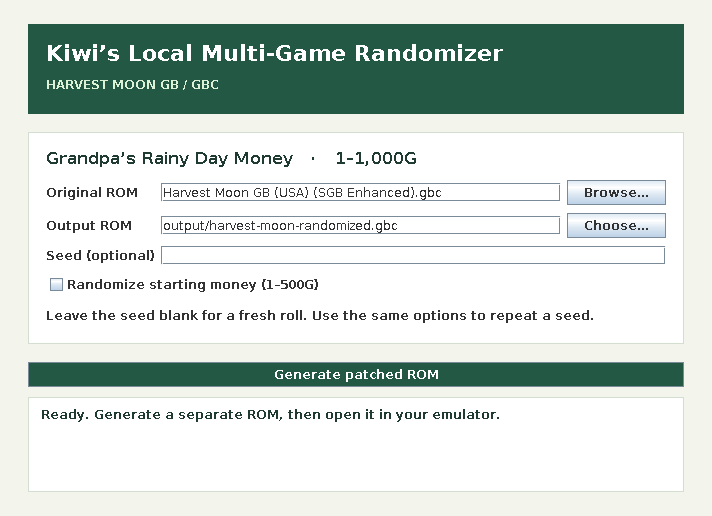 Kiwi’s Local Multi-Game Randomizer
HARVEST MOON GB / GBC
Grandpa’s Rainy Day Money · 1–1,000G
Original ROM Harvest Moon GB (USA) (SGB Enhanced).gbc Browse...
Output ROM output/harvest-moon-randomized.gbc Choose...
Seed (optional)
Randomize starting money (1–500G)
Leave the seed blank for a fresh roll. Use the same options to repeat a seed.
Generate patched ROM
Ready. Generate a separate ROM, then open it in your emulator.